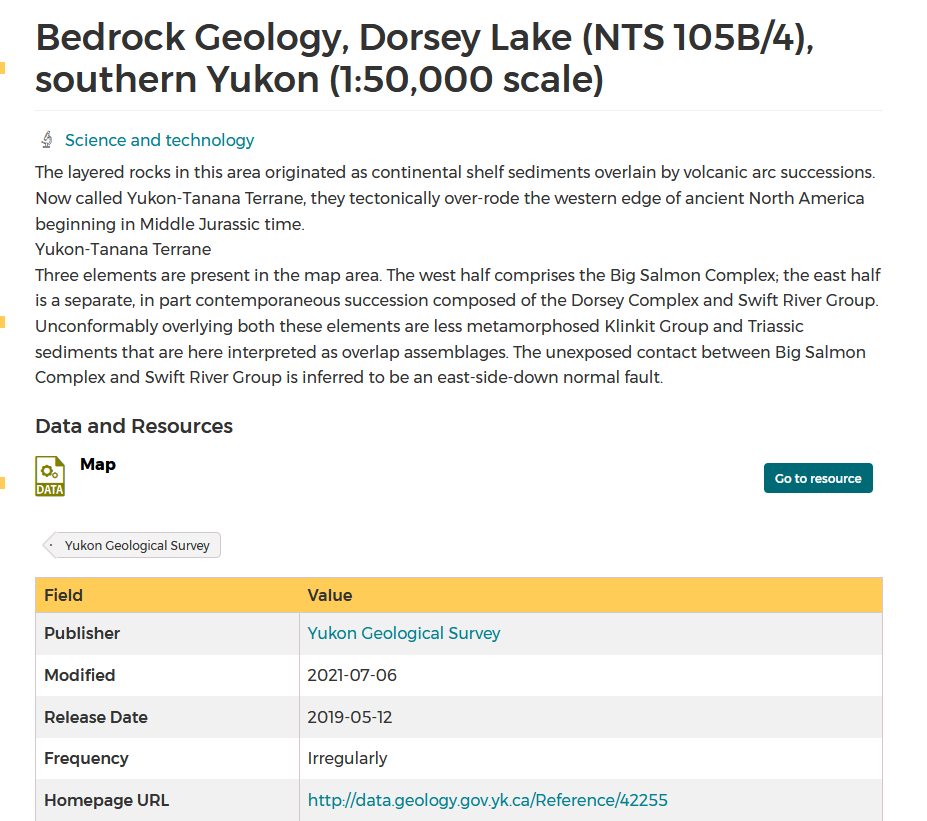 Bedrock Geology, Dorsey Lake (NTS 105B/4),
southern Yukon (1:50,000 scale)
Science and technology
The layered rocks in this area originated as continental shelf sediments overlain by volcanic arc successions.
Now called Yukon-Tanana Terrane, they tectonically over-rode the western edge of ancient North America
beginning in Middle Jurassic time.
Yukon-Tanana Terrane
Three elements are present in the map area. The west half comprises the Big Salmon Complex; the east half
is a separate, in part contemporaneous succession composed of the Dorsey Complex and Swift River Group.
Unconformably overlying both these elements are less metamorphosed Klinkit Group and Triassic
sediments that are here interpreted as overlap assemblages. The unexposed contact between Big Salmon
Complex and Swift River Group is inferred to be an east-side-down normal fault.
Data and Resources
DATA
Map
Go to resource
Yukon Geological Survey
Field Value
Publisher Yukon Geological Survey
Modified 2021-07-06
Release Date 2019-05-12
Frequency Irregularly
Homepage URL http://data.geology.gov.yk.ca/Reference/42255